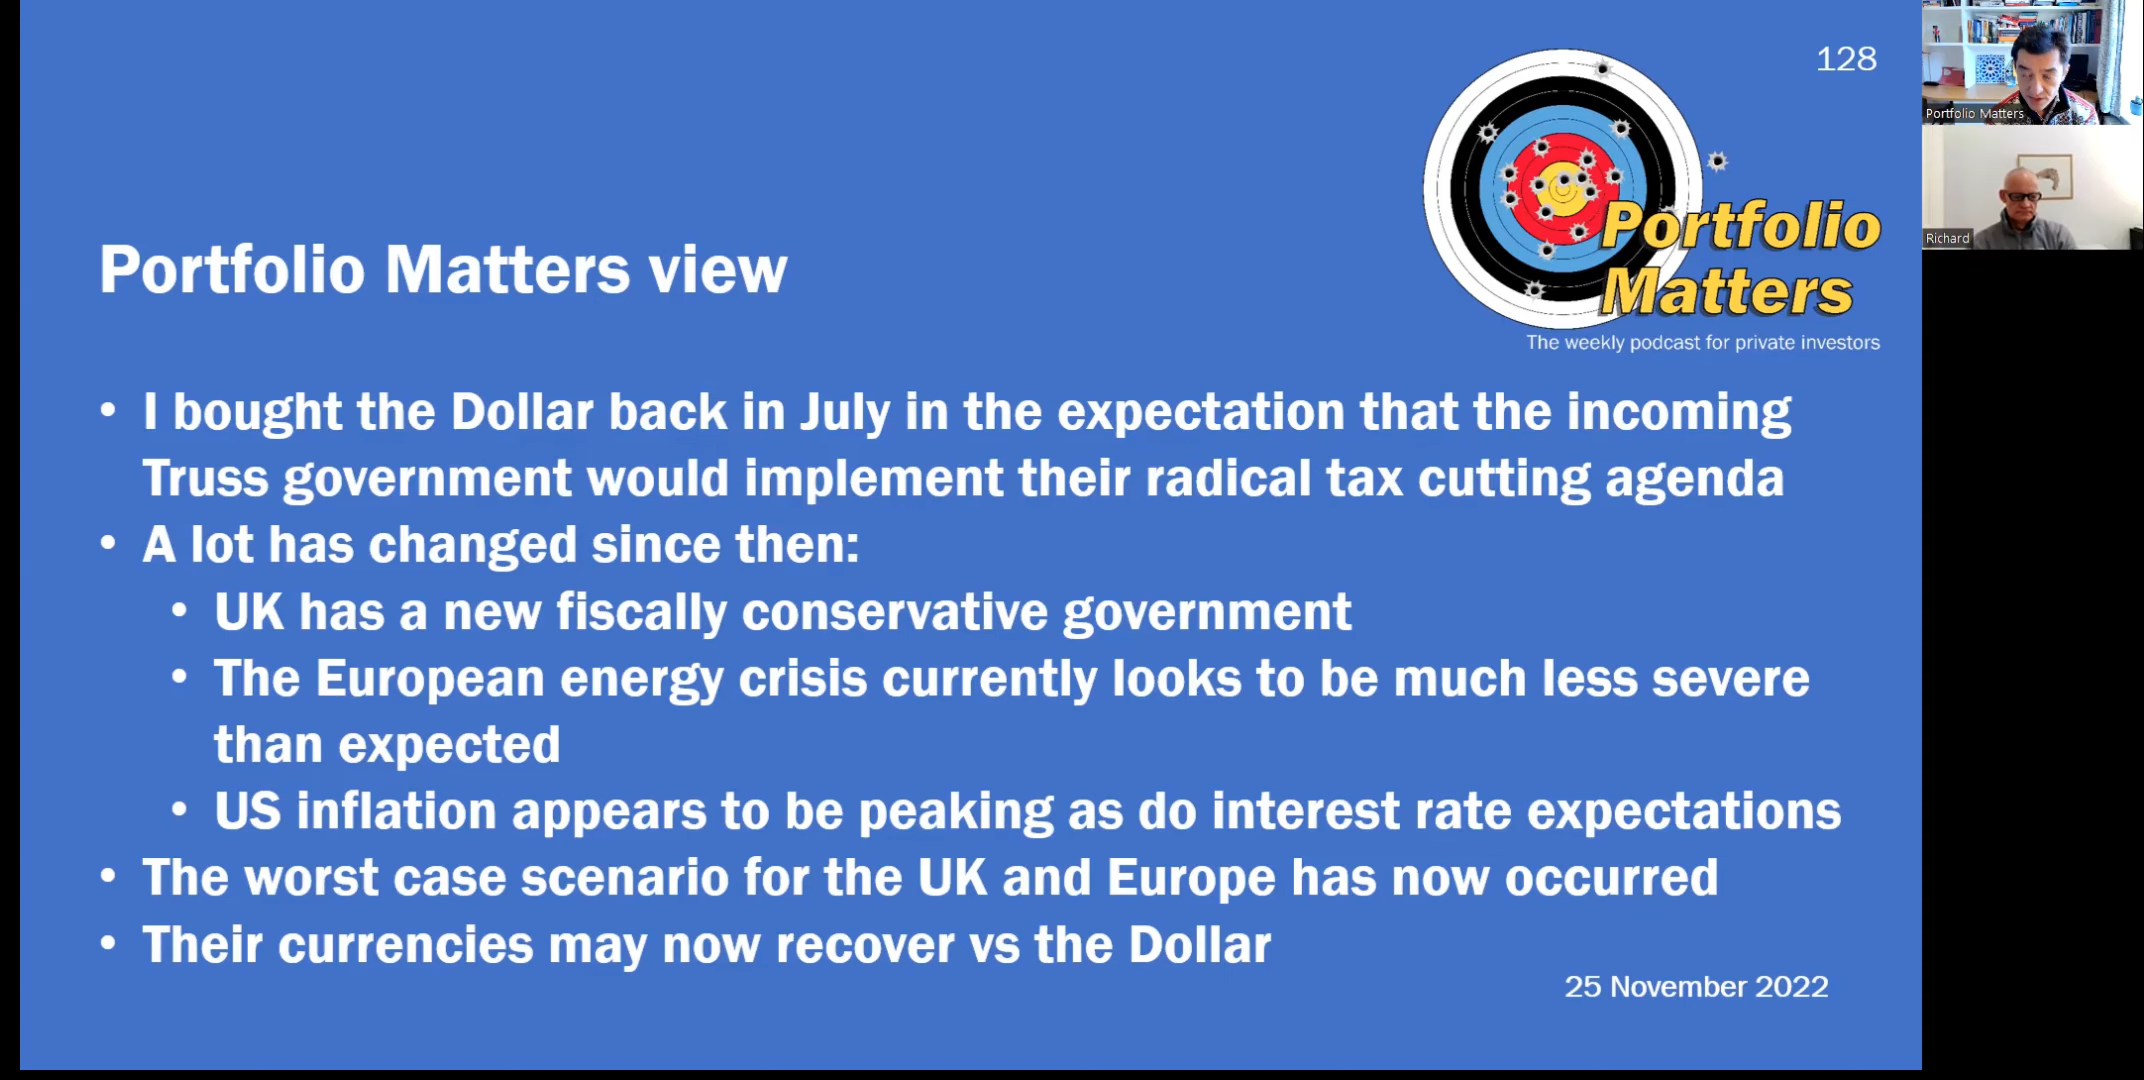 128
Portfolio Matters
Richard
Portfolio
Matters
The weekly podcast for private investors
Portfolio Matters view
• I bought the Dollar back in July in the expectation that the incoming
Truss government would implement their radical tax cutting agenda
• A lot has changed since then:
• UK has a new fiscally conservative government
• The European energy crisis currently looks to be much less severe
than expected
• US inflation appears to be peaking as do interest rate expectations
• The worst case scenario for the UK and Europe has now occurred
• Their currencies may now recover vs the Dollar
25 November 2022